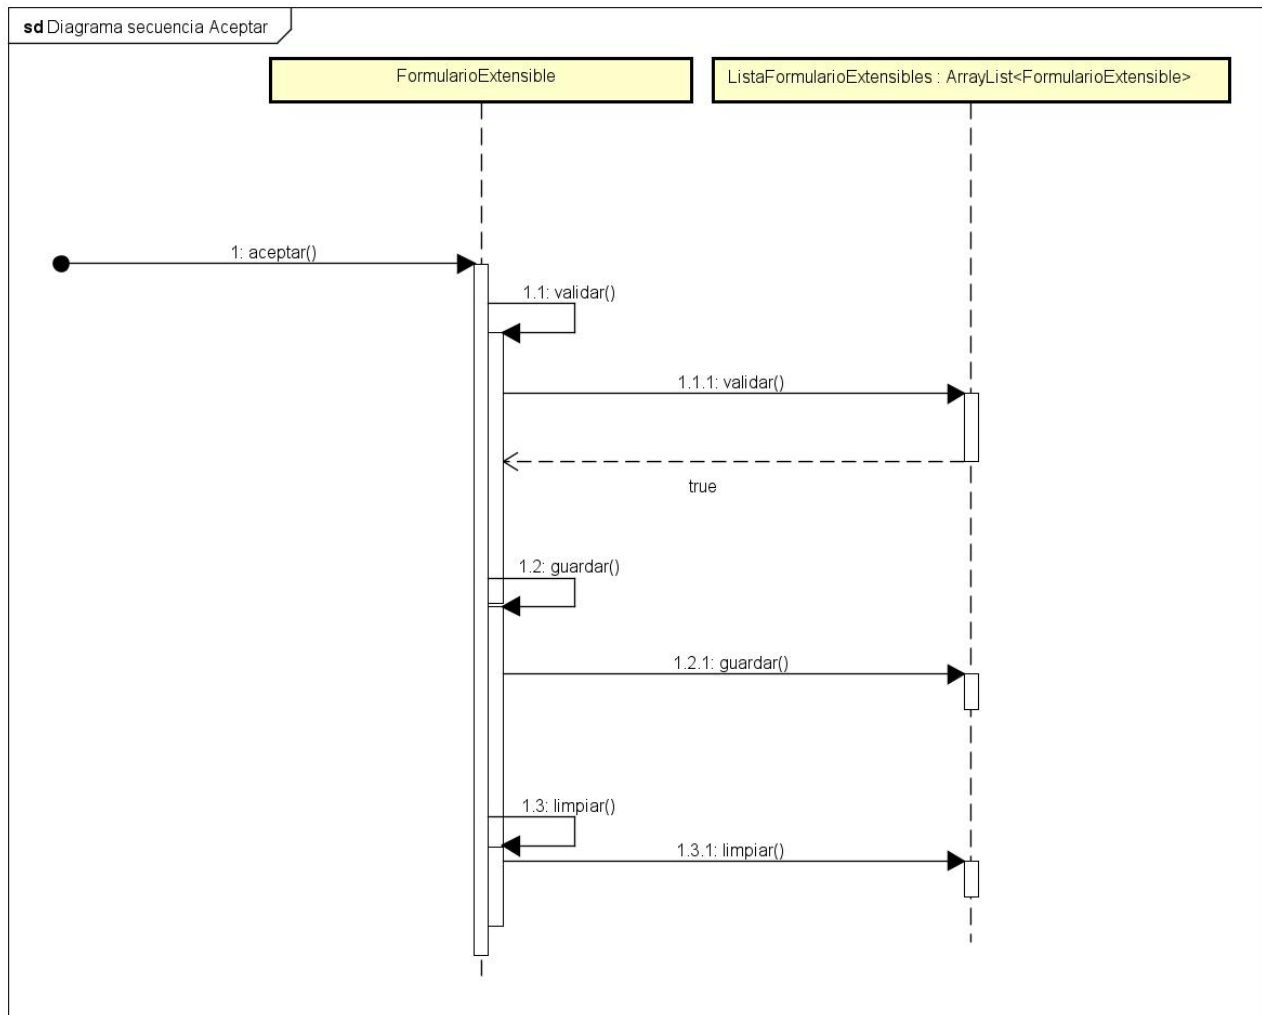 sd Diagrama secuencia Aceptar
FormularioExtensible
ListaFormularioExtensibles : ArrayList<FormularioExtensible>
1: aceptar()
1.1: validar()
1.1.1: validar()
true
1.2: guardar()
1.2.1: guardar()
1.3: limpiar()
1.3.1: limpiar()